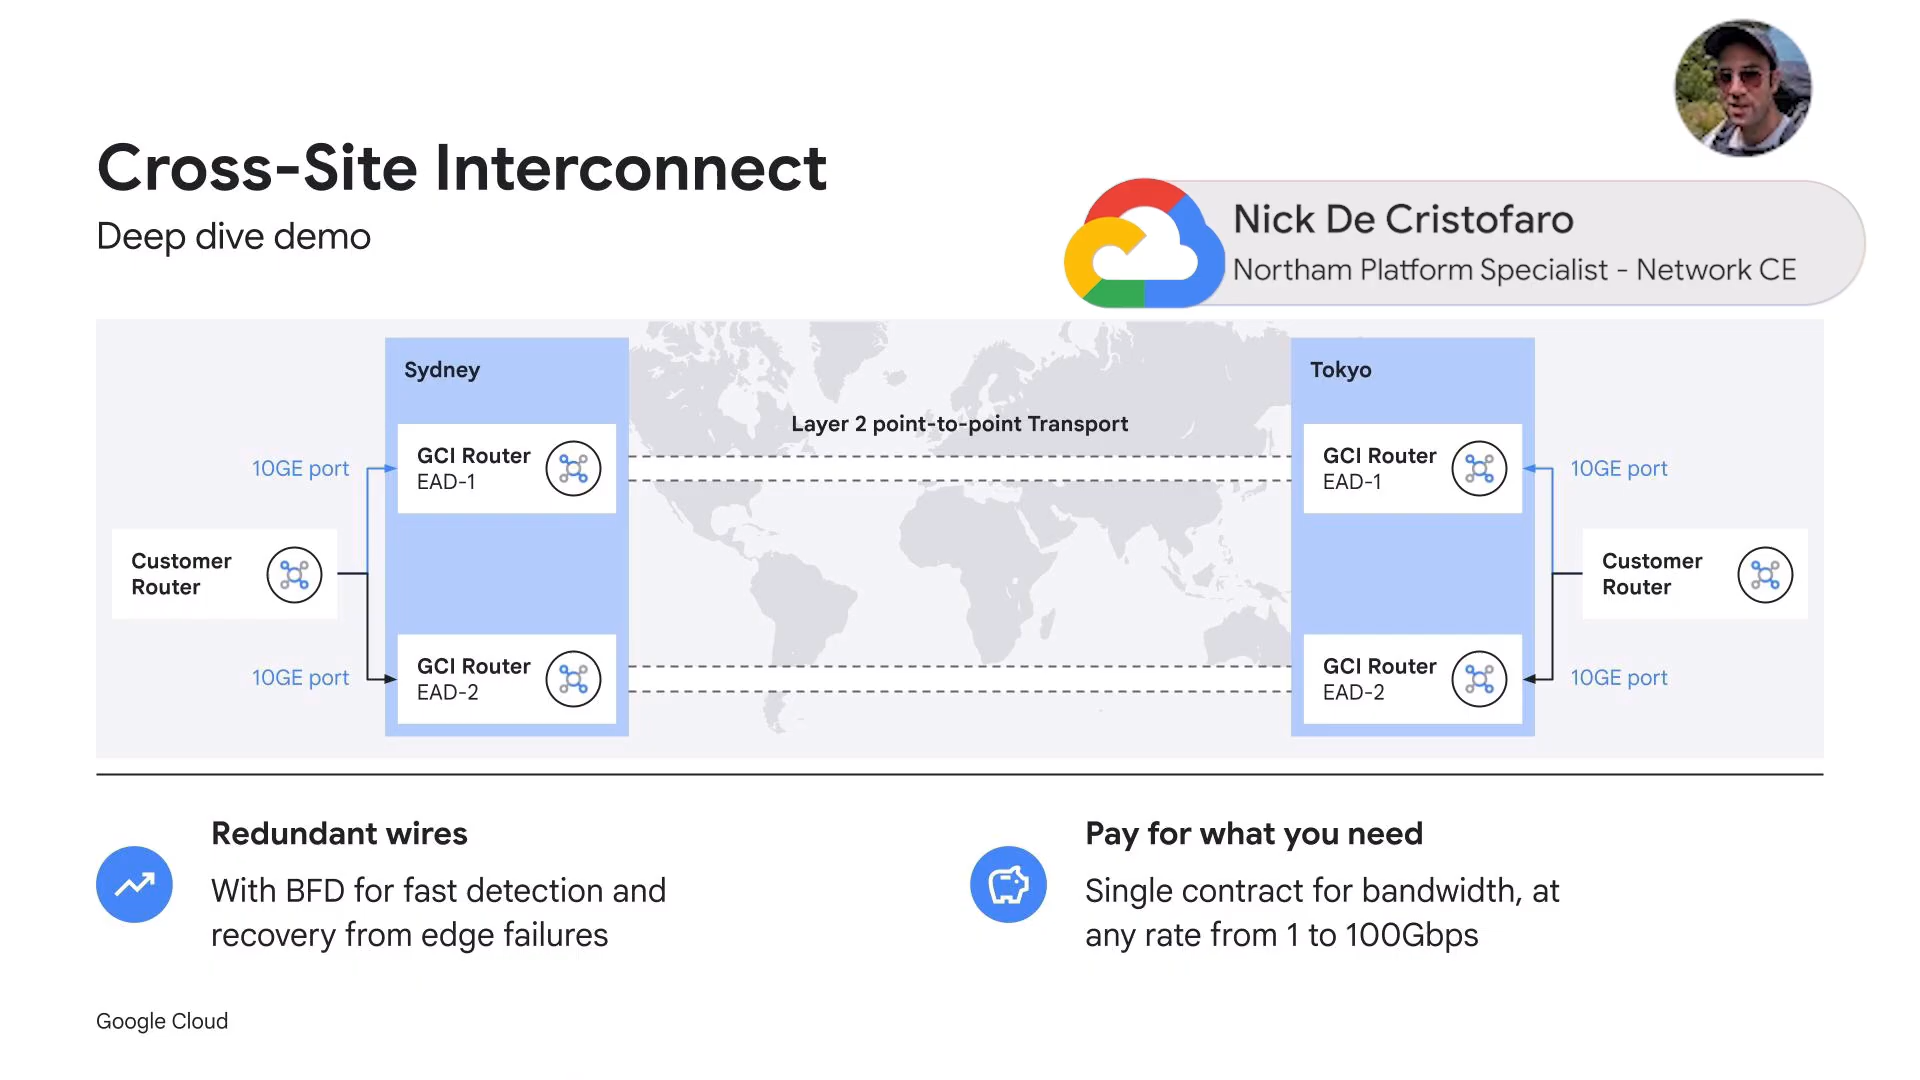 Cross-Site Interconnect
Deep dive demo
Nick De Cristofaro
Northam Platform Specialist - Network CE
Sydney
Tokyo
Layer 2 point-to-point Transport
10GE port
GCI Router
EAD-1
GCI Router
EAD-1
10GE port
Customer
Router
Customer
Router
10GE port
GCI Router
EAD-2
GCI Router
EAD-2
10GE port
Redundant wires
With BFD for fast detection and
recovery from edge failures
Pay for what you need
Single contract for bandwidth, at
any rate from 1 to 100Gbps
Google Cloud